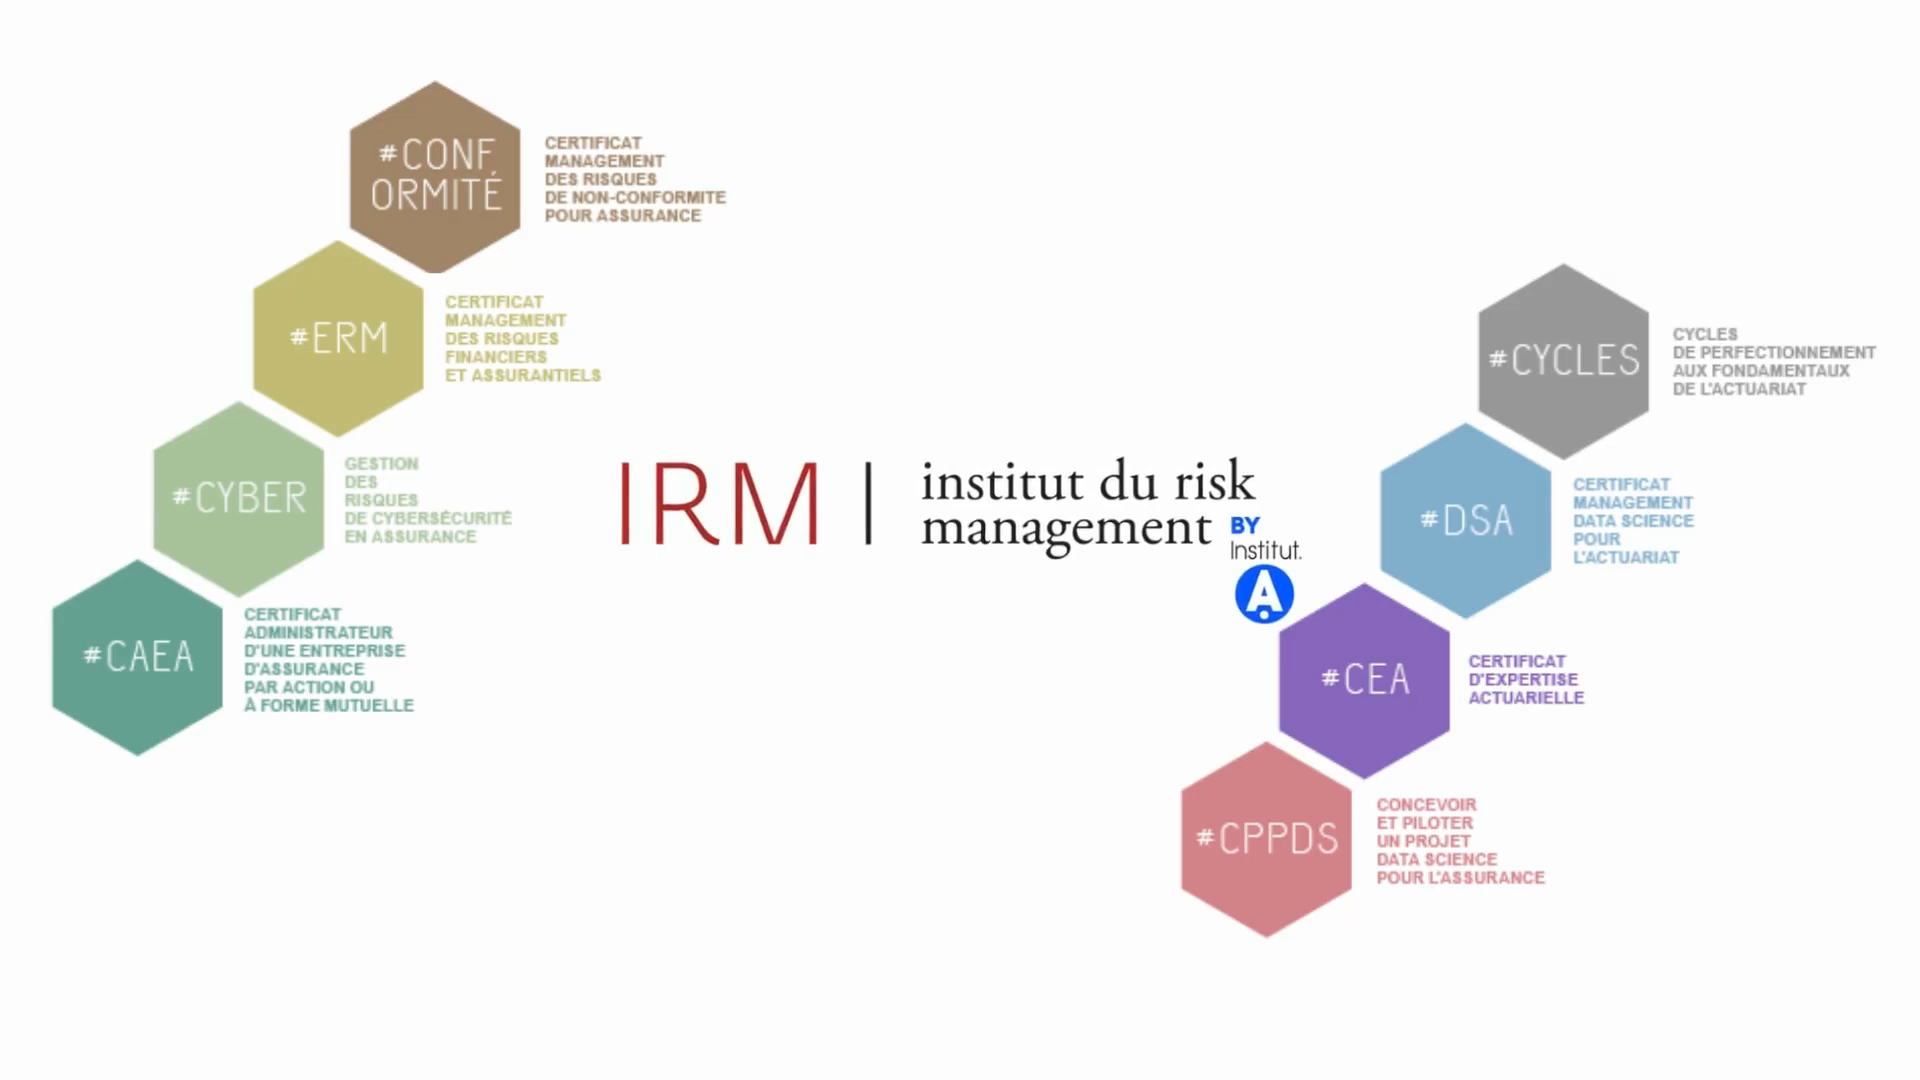 #CONF
ORMITÉ
CERTIFICAT
MANAGEMENT
DES RISQUES
DE NON-CONFORMITE
POUR ASSURANCE
#ERM
CERTIFICAT
MANAGEMENT
DES RISQUES
FINANCIERS
ET ASSURANTIELS
#CYBER
GESTION
DES
RISQUES
DE CYBERSÉCURITÉ
EN ASSURANCE
#CAEA
CERTIFICAT
ADMINISTRATEUR
D'UNE ENTREPRISE
D'ASSURANCE
PAR ACTION OU
À FORME MUTUELLE
IRM | institut du risk
management
BY
Institut.
A
#CYCLES
CYCLES
DE PERFECTIONNEMENT
AUX FONDAMENTAUX
DE L'ACTUARIAT
#DSA
CERTIFICAT
MANAGEMENT
DATA SCIENCE
POUR
L'ACTUARIAT
#CEA
CERTIFICAT
D'EXPERTISE
ACTUARIELLE
#CPPDS
CONCEVOIR
ET PILOTER
UN PROJET
DATA SCIENCE
POUR L'ASSURANCE